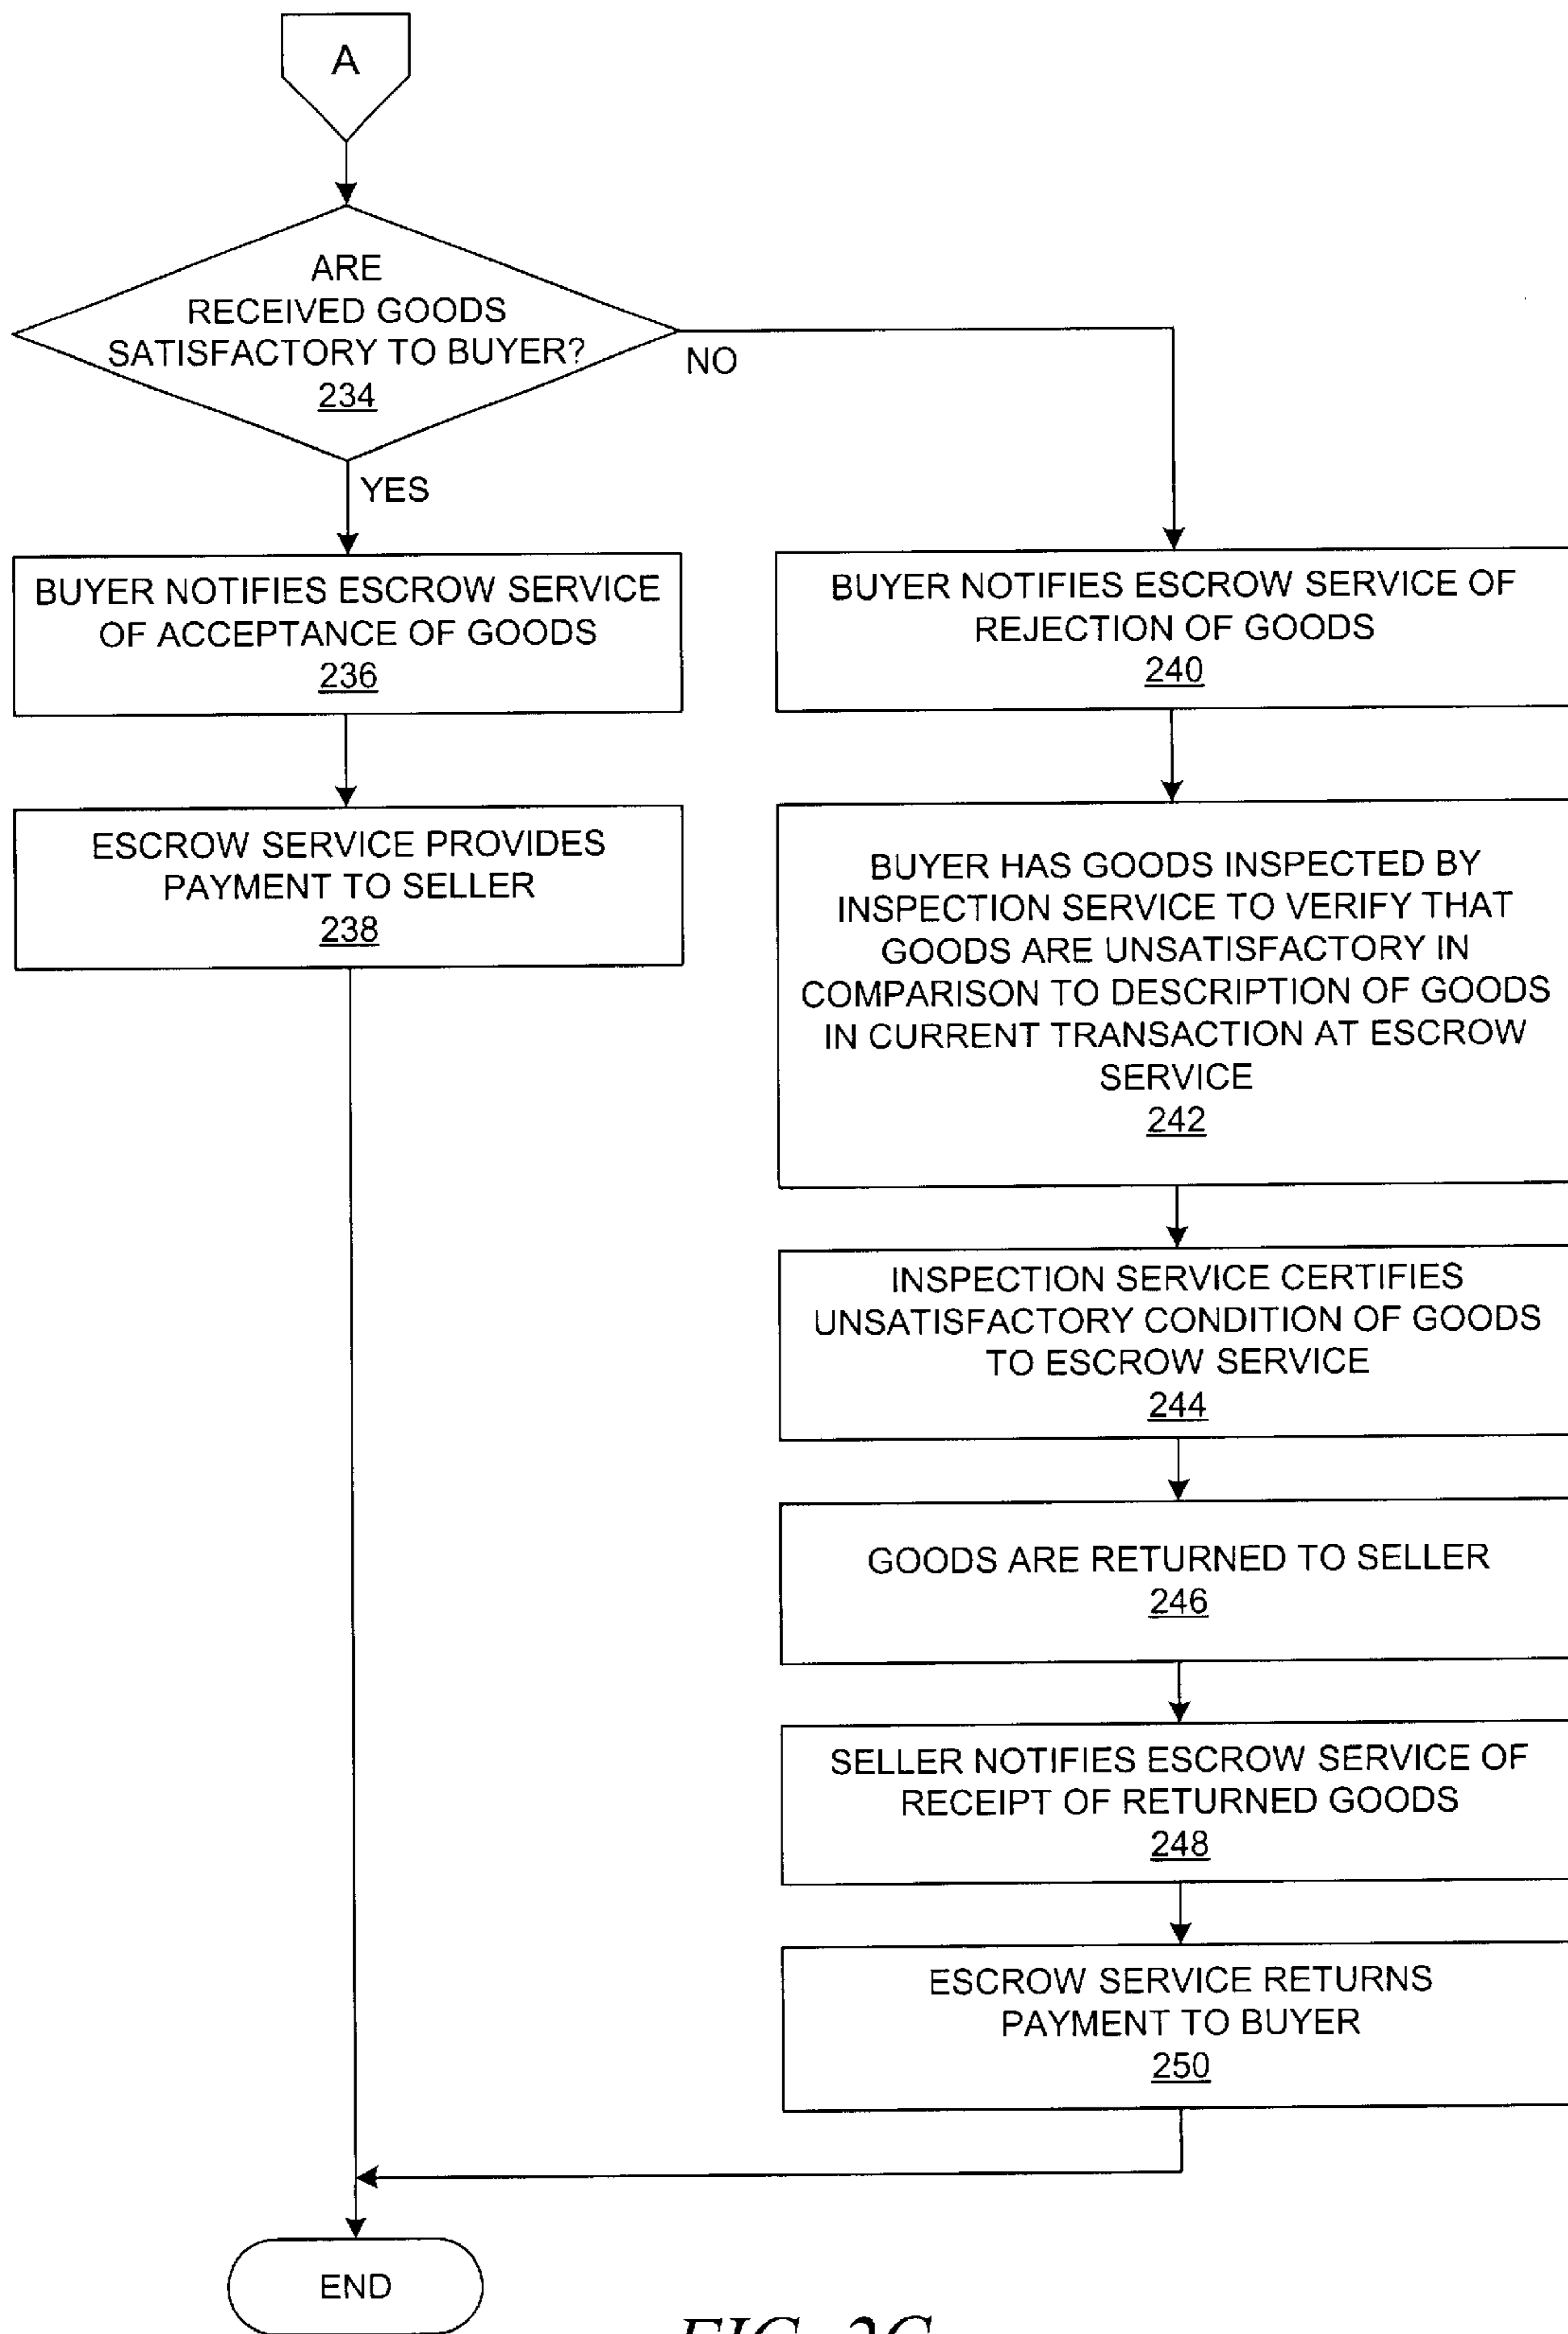 A
ARE
RECEIVED GOODS
SATISFACTORY TO BUYER?
234
NO
YES
BUYER NOTIFIES ESCROW SERVICE
OF ACCEPTANCE OF GOODS
236
ESCROW SERVICE PROVIDES
PAYMENT TO SELLER
238
BUYER NOTIFIES ESCROW SERVICE OF
REJECTION OF GOODS
240
BUYER HAS GOODS INSPECTED BY
INSPECTION SERVICE TO VERIFY THAT
GOODS ARE UNSATISFACTORY IN
COMPARISON TO DESCRIPTION OF GOODS
IN CURRENT TRANSACTION AT ESCROW
SERVICE
242
INSPECTION SERVICE CERTIFIES
UNSATISFACTORY CONDITION OF GOODS
TO ESCROW SERVICE
244
GOODS ARE RETURNED TO SELLER
246
SELLER NOTIFIES ESCROW SERVICE OF
RECEIPT OF RETURNED GOODS
248
ESCROW SERVICE RETURNS
PAYMENT TO BUYER
250
END
FIG. 2C